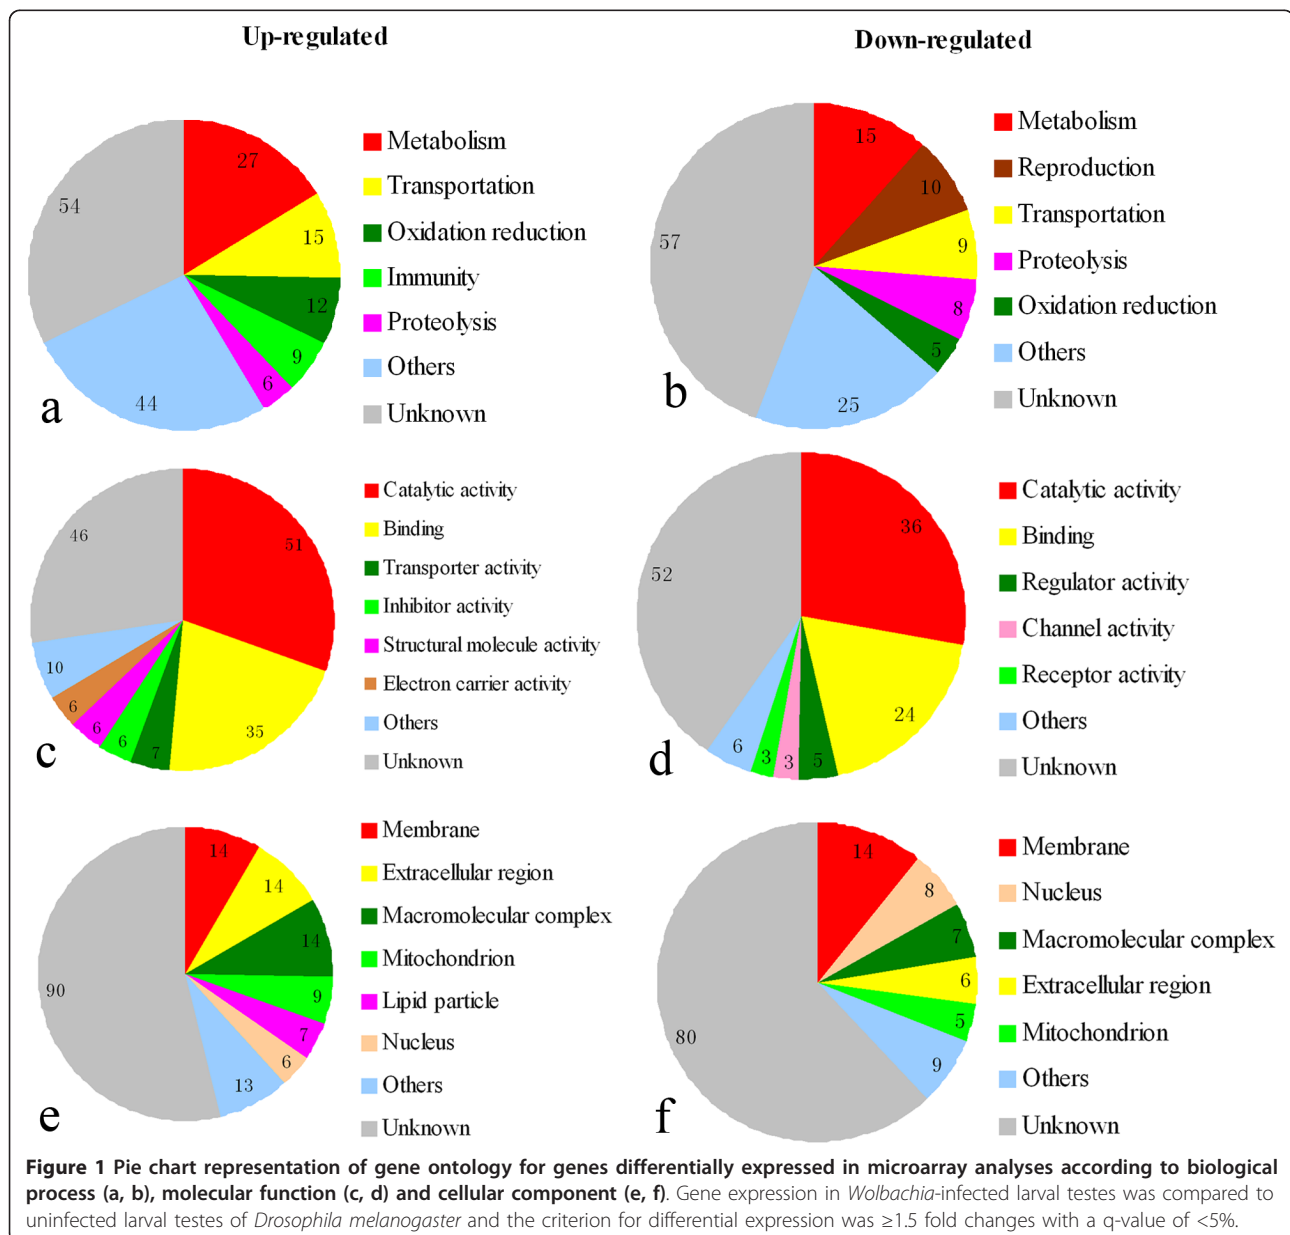 Up-regulated
Down-regulated
27
15
12
9
6
44
54
Metabolism
Transportation
Oxidation reduction
Immunity
Proteolysis
Others
Unknown
a
15
10
9
8
5
25
57
Metabolism
Reproduction
Transportation
Proteolysis
Oxidation reduction
Others
Unknown
b
51
35
7
6
6
6
10
46
Catalytic activity
Binding
Transporter activity
Inhibitor activity
Structural molecule activity
Electron carrier activity
Others
Unknown
c
36
24
5
3
3
6
52
Catalytic activity
Binding
Regulator activity
Channel activity
Receptor activity
Others
Unknown
d
14
14
14
9
7
6
13
90
Membrane
Extracellular region
Macromolecular complex
Mitochondrion
Lipid particle
Nucleus
Others
Unknown
e
14
8
7
6
5
9
80
Membrane
Nucleus
Macromolecular complex
Extracellular region
Mitochondrion
Others
Unknown
f
Figure 1 Pie chart representation of gene ontology for genes differentially expressed in microarray analyses according to biological
process (a, b), molecular function (c, d) and cellular component (e, f). Gene expression in Wolbachia-infected larval testes was compared to
uninfected larval testes of Drosophila melanogaster and the criterion for differential expression was ≥1.5 fold changes with a q-value of <5%.